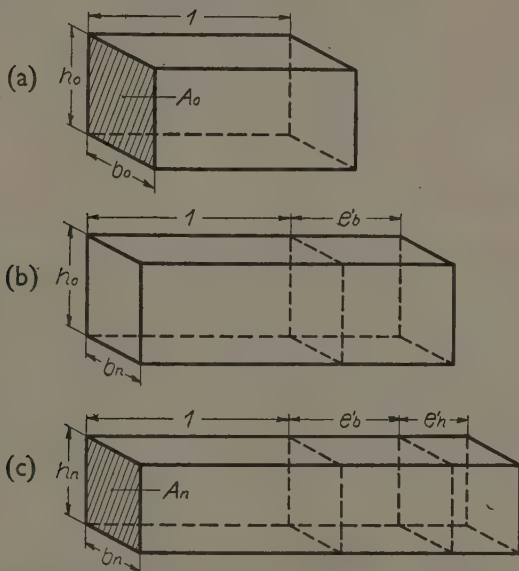 1
h₀
(a)
A₀
b₀
1
e'b
h₀
(b)
bₙ
1
e'b
e'h
hₙ
(c)
Aₙ
bₙ